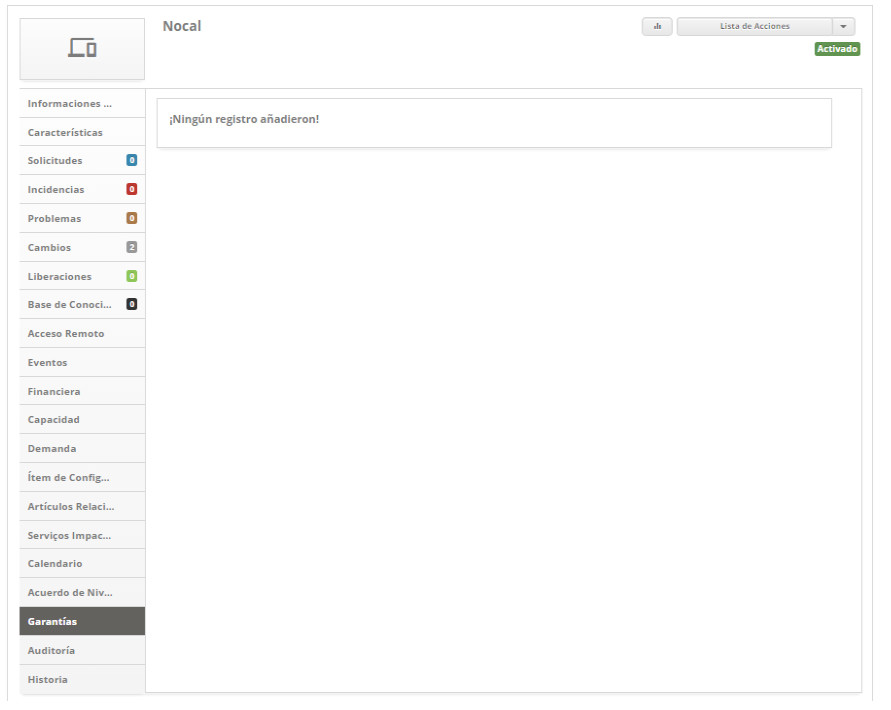 Nocal
Lista de Acciones
Activado
Informaciones ...
Características
Solicitudes 0
Incidencias 0
Problemas 0
Cambios 2
Liberaciones 0
Base de Conoci... 0
Acceso Remoto
Eventos
Financiera
Capacidad
Demanda
Ítem de Config...
Artículos Relaci...
Serviços Impac...
Calendario
Acuerdo de Niv...
Garantías
Auditoría
Historia
¡Ningún registro añadieron!